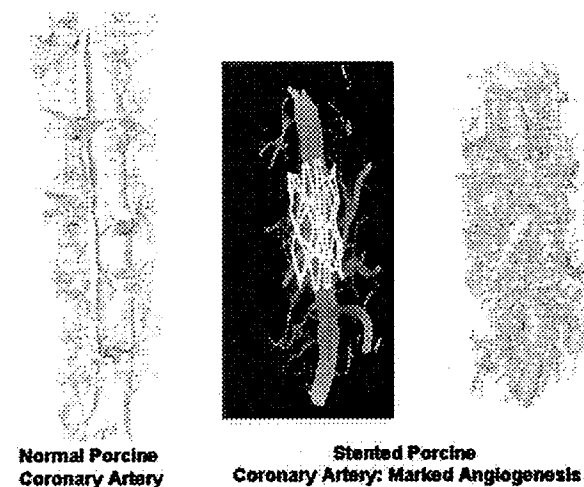 Normal Porcine
Coronary Artery
Stented Porcine
Coronary Artery: Marked Angiogenesis